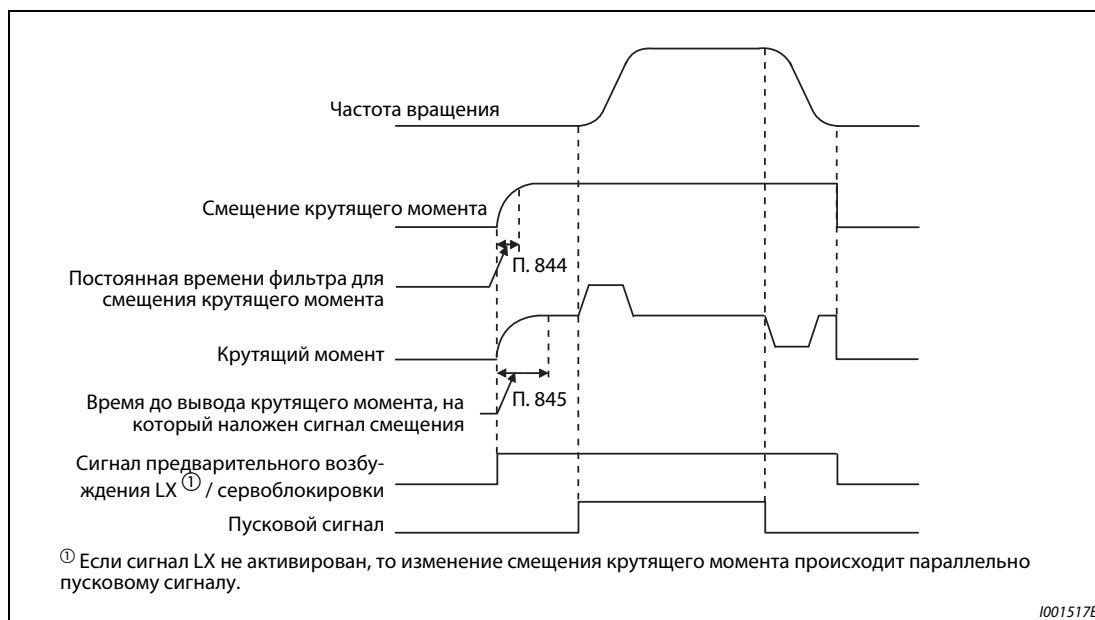 Частота вращения
Смещение крутящего момента
П. 844
Постоянная времени фильтра для
смещения крутящего момента
Крутящий момент
П. 845
Время до вывода крутящего момента, на
который наложен сигнал смещения
Сигнал предварительного возбу-
ждения LX ① / сервоблокировки
Пусковой сигнал
① Если сигнал LX не активирован, то изменение смещения крутящего момента происходит параллельно
пусковому сигналу.
I001517E